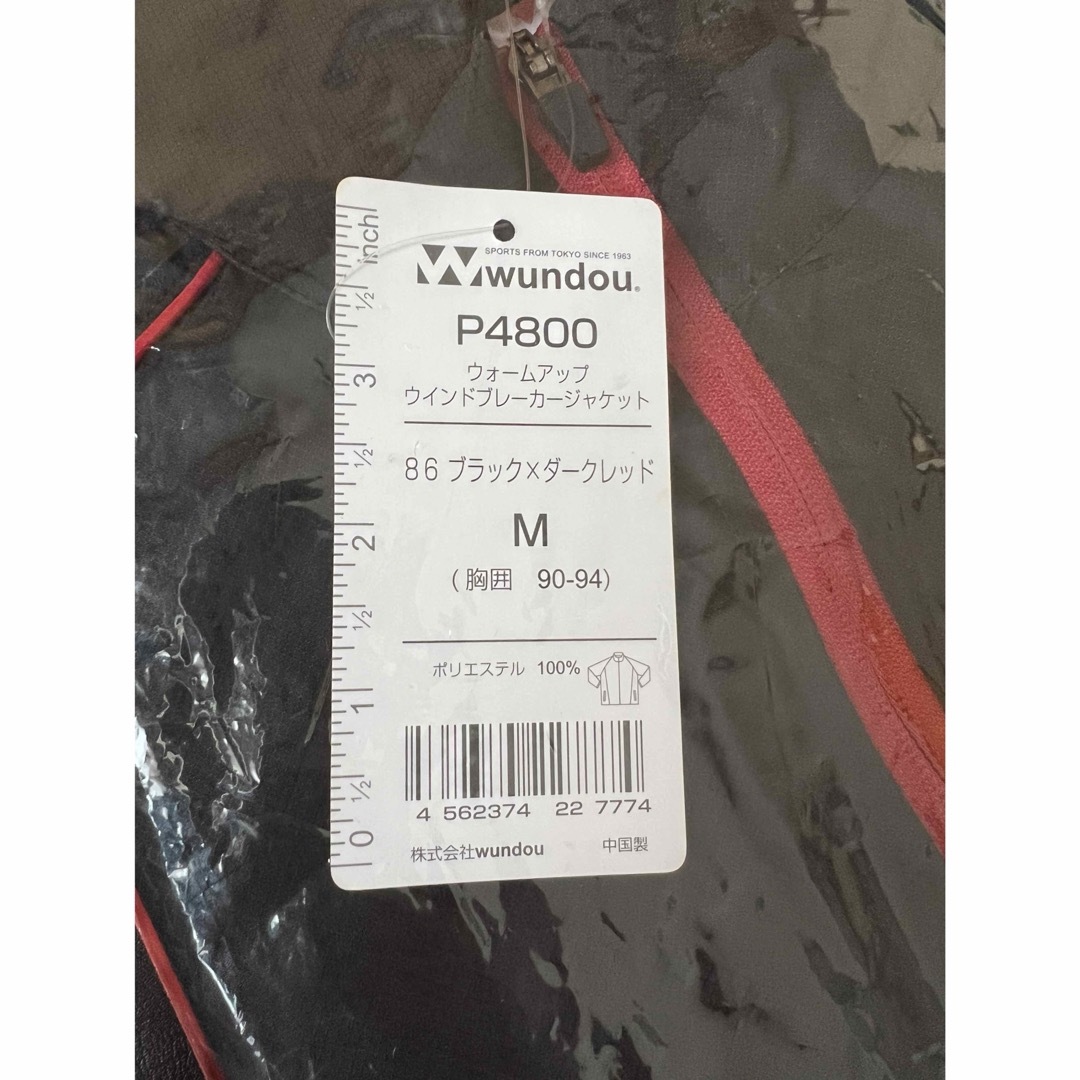 SPORTS FROM TOKYO SINCE 1963
wundou®
P4800
ウォームアップ
ウインドブレーカージャケット
86 ブラック×ダークレッド
M
(胸囲 90-94)
ポリエステル 100%
4 562374 227774
株式会社wundou 中国製
inch
½
3
½
2
½
1
½
0